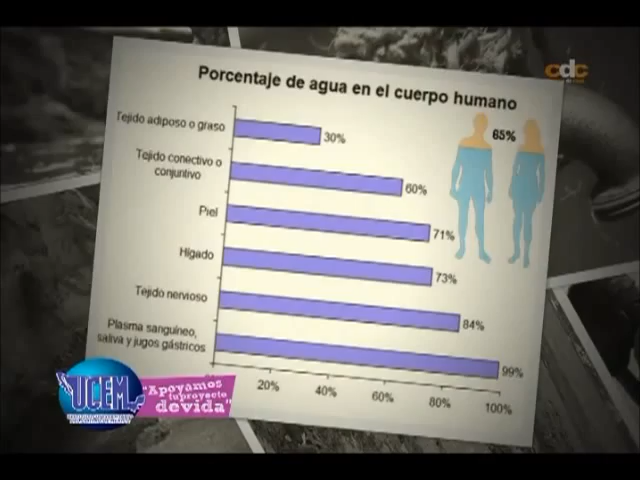 cdc
Porcentaje de agua en el cuerpo humano
65%
Tejido adiposo o graso
30%
Tejido conectivo o
conjuntivo
60%
Piel
71%
Hígado
73%
Tejido nervioso
84%
Plasma sanguíneo,
saliva y jugos gástricos
99%
20%
40%
60%
80%
100%
UCEM
"Apoyamos
tu proyecto
de vida"